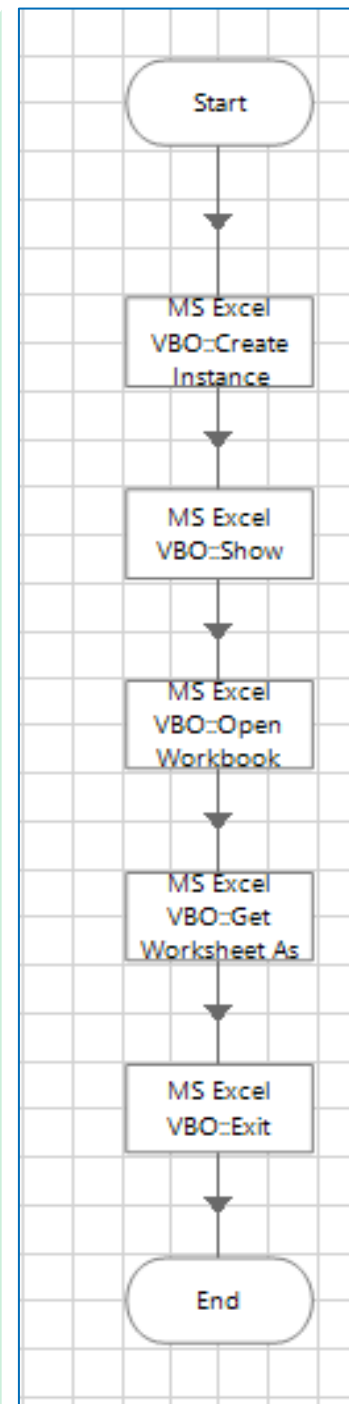 Start
MS Excel
VBO::Create
Instance
MS Excel
VBO::Show
MS Excel
VBO::Open
Workbook
MS Excel
VBO::Get
Worksheet As
MS Excel
VBO::Exit
End